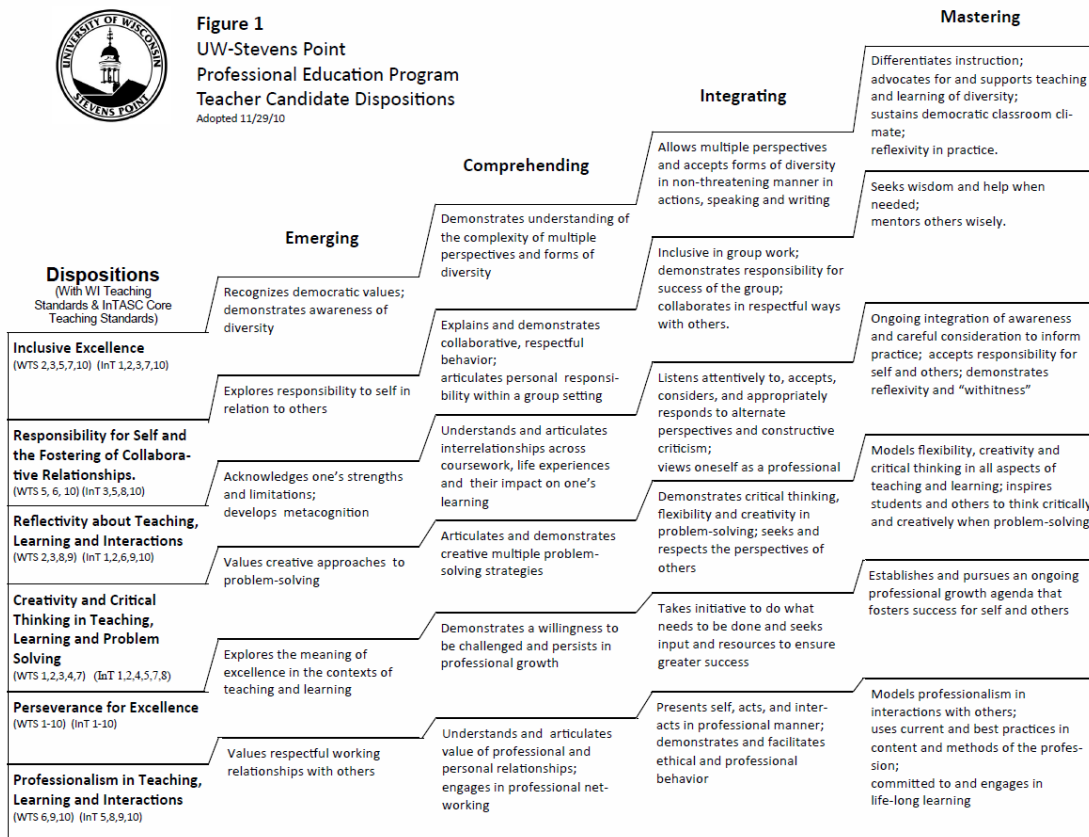 UNIVERSITY OF WISCONSIN
STEVENS POINT
Figure 1
UW-Stevens Point
Professional Education Program
Teacher Candidate Dispositions
Adopted 11/29/10
Dispositions
(With WI Teaching
Standards & InTASC Core
Teaching Standards)
Emerging
Comprehending
Integrating
Mastering
Inclusive Excellence
(WTS 2,3,5,7,10) (InT 1,2,3,7,10)
Recognizes democratic values;
demonstrates awareness of
diversity
Demonstrates understanding of
the complexity of multiple
perspectives and forms of
diversity
Allows multiple perspectives
and accepts forms of diversity
in non-threatening manner in
actions, speaking and writing
Differentiates instruction;
advocates for and supports teaching
and learning of diversity;
sustains democratic classroom cli-
mate;
reflexivity in practice.
Responsibility for Self and
the Fostering of Collabora-
tive Relationships.
(WTS 5, 6, 10) (InT 3,5,8,10)
Explores responsibility to self in
relation to others
Explains and demonstrates
collaborative, respectful
behavior;
articulates personal responsi-
bility within a group setting
Inclusive in group work;
demonstrates responsibility for
success of the group;
collaborates in respectful ways
with others.
Seeks wisdom and help when
needed;
mentors others wisely.
Reflectivity about Teaching,
Learning and Interactions
(WTS 2,3,8,9) (InT 1,2,6,9,10)
Acknowledges one's strengths
and limitations;
develops metacognition
Understands and articulates
interrelationships across
coursework, life experiences
and their impact on one's
learning
Listens attentively to, accepts,
considers, and appropriately
responds to alternate
perspectives and constructive
criticism;
views oneself as a professional
Ongoing integration of awareness
and careful consideration to inform
practice; accepts responsibility for
self and others; demonstrates
reflexivity and "withitness"
Creativity and Critical
Thinking in Teaching,
Learning and Problem
Solving
(WTS 1,2,3,4,7) (InT 1,2,4,5,7,8)
Values creative approaches to
problem-solving
Articulates and demonstrates
creative multiple problem-
solving strategies
Demonstrates critical thinking,
flexibility and creativity in
problem-solving; seeks and
respects the perspectives of
others
Models flexibility, creativity and
critical thinking in all aspects of
teaching and learning; inspires
students and others to think critically
and creatively when problem-solving
Perseverance for Excellence
(WTS 1-10) (InT 1-10)
Explores the meaning of
excellence in the contexts of
teaching and learning
Demonstrates a willingness to
be challenged and persists in
professional growth
Takes initiative to do what
needs to be done and seeks
input and resources to ensure
greater success
Establishes and pursues an ongoing
professional growth agenda that
fosters success for self and others
Professionalism in Teaching,
Learning and Interactions
(WTS 6,9,10) (InT 5,8,9,10)
Values respectful working
relationships with others
Understands and articulates
value of professional and
personal relationships;
engages in professional net-
working
Presents self, acts, and inter-
acts in professional manner;
demonstrates and facilitates
ethical and professional
behavior
Models professionalism in
interactions with others;
uses current and best practices in
content and methods of the profes-
sion;
committed to and engages in
life-long learning